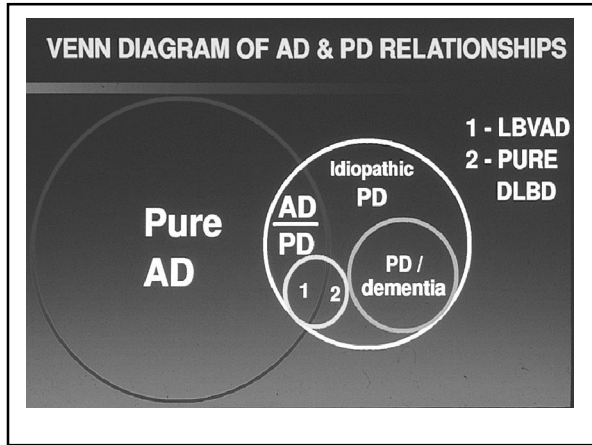 VENN DIAGRAM OF AD & PD RELATIONSHIPS
1 - LBVAD
2 - PURE
DLBD
Idiopathic
PD
AD
PD
Pure
AD
PD /
dementia
1
2